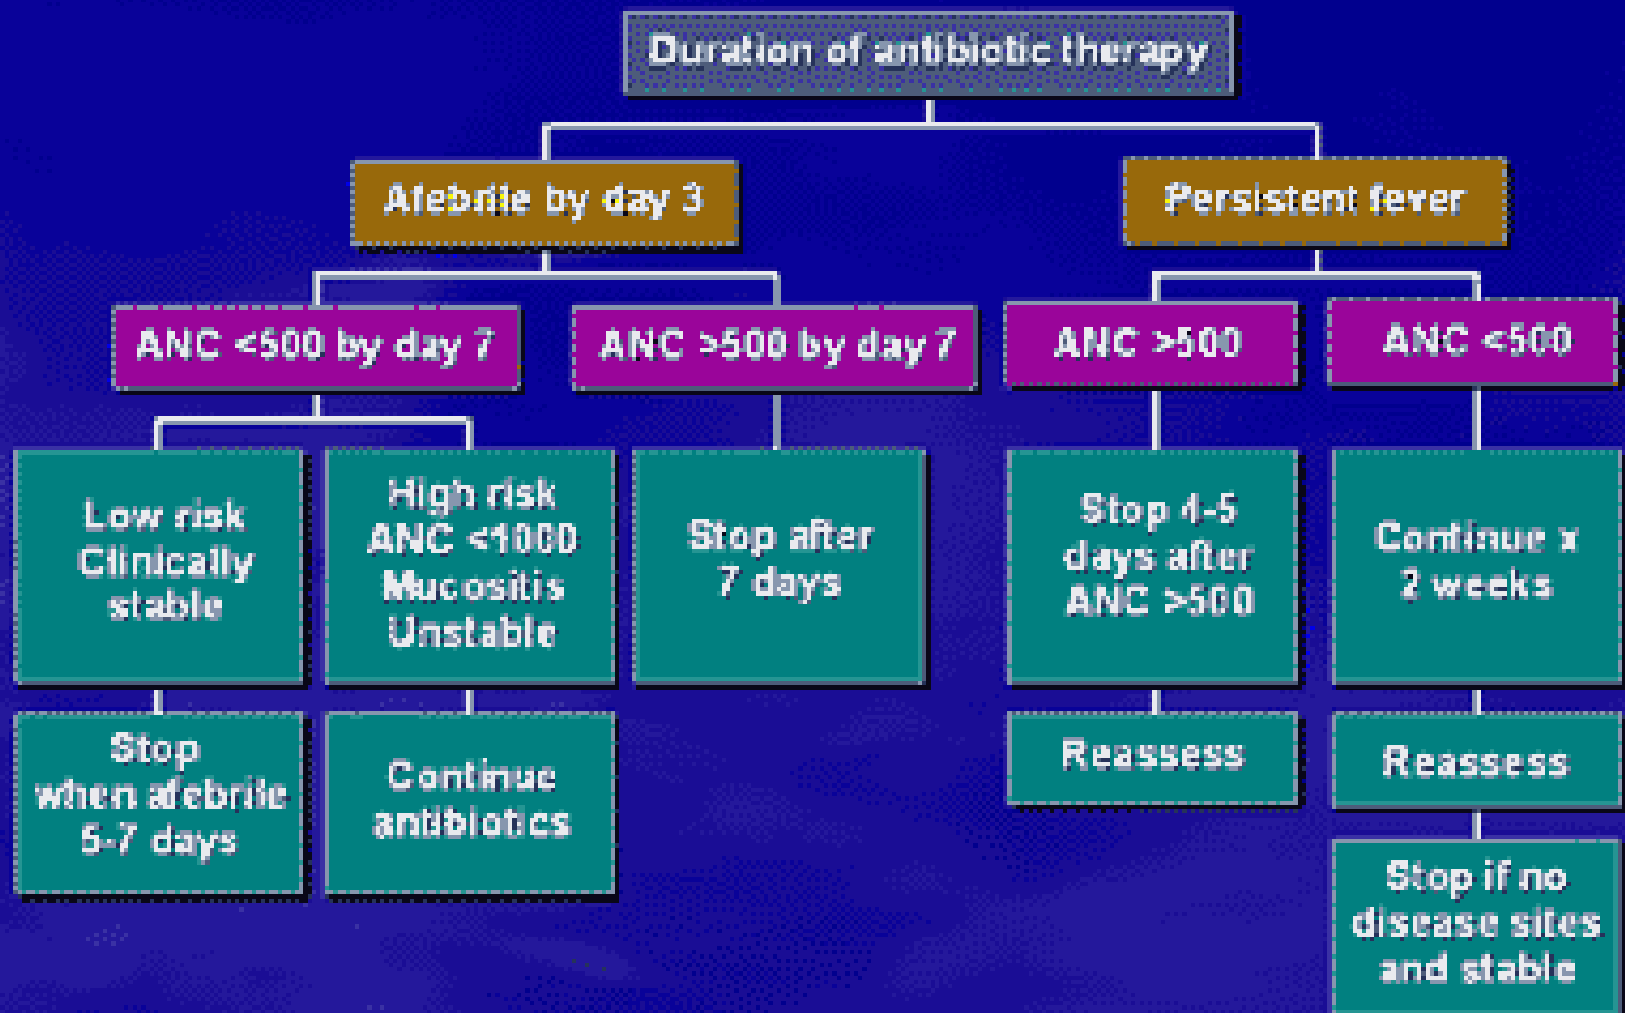 Duration of antibiotic therapy
Afebrile by day 3
Persistent fever
ANC <500 by day 7
ANC >500 by day 7
ANC >500
ANC <500
Low risk
Clinically
stable
High risk
ANC <1000
Mucositis
Unstable
Stop after
7 days
Stop 4-5
days after
ANC >500
Continue x
2 weeks
Stop
when afebrile
5-7 days
Continue
antibiotics
Reassess
Reassess
Stop if no
disease sites
and stable